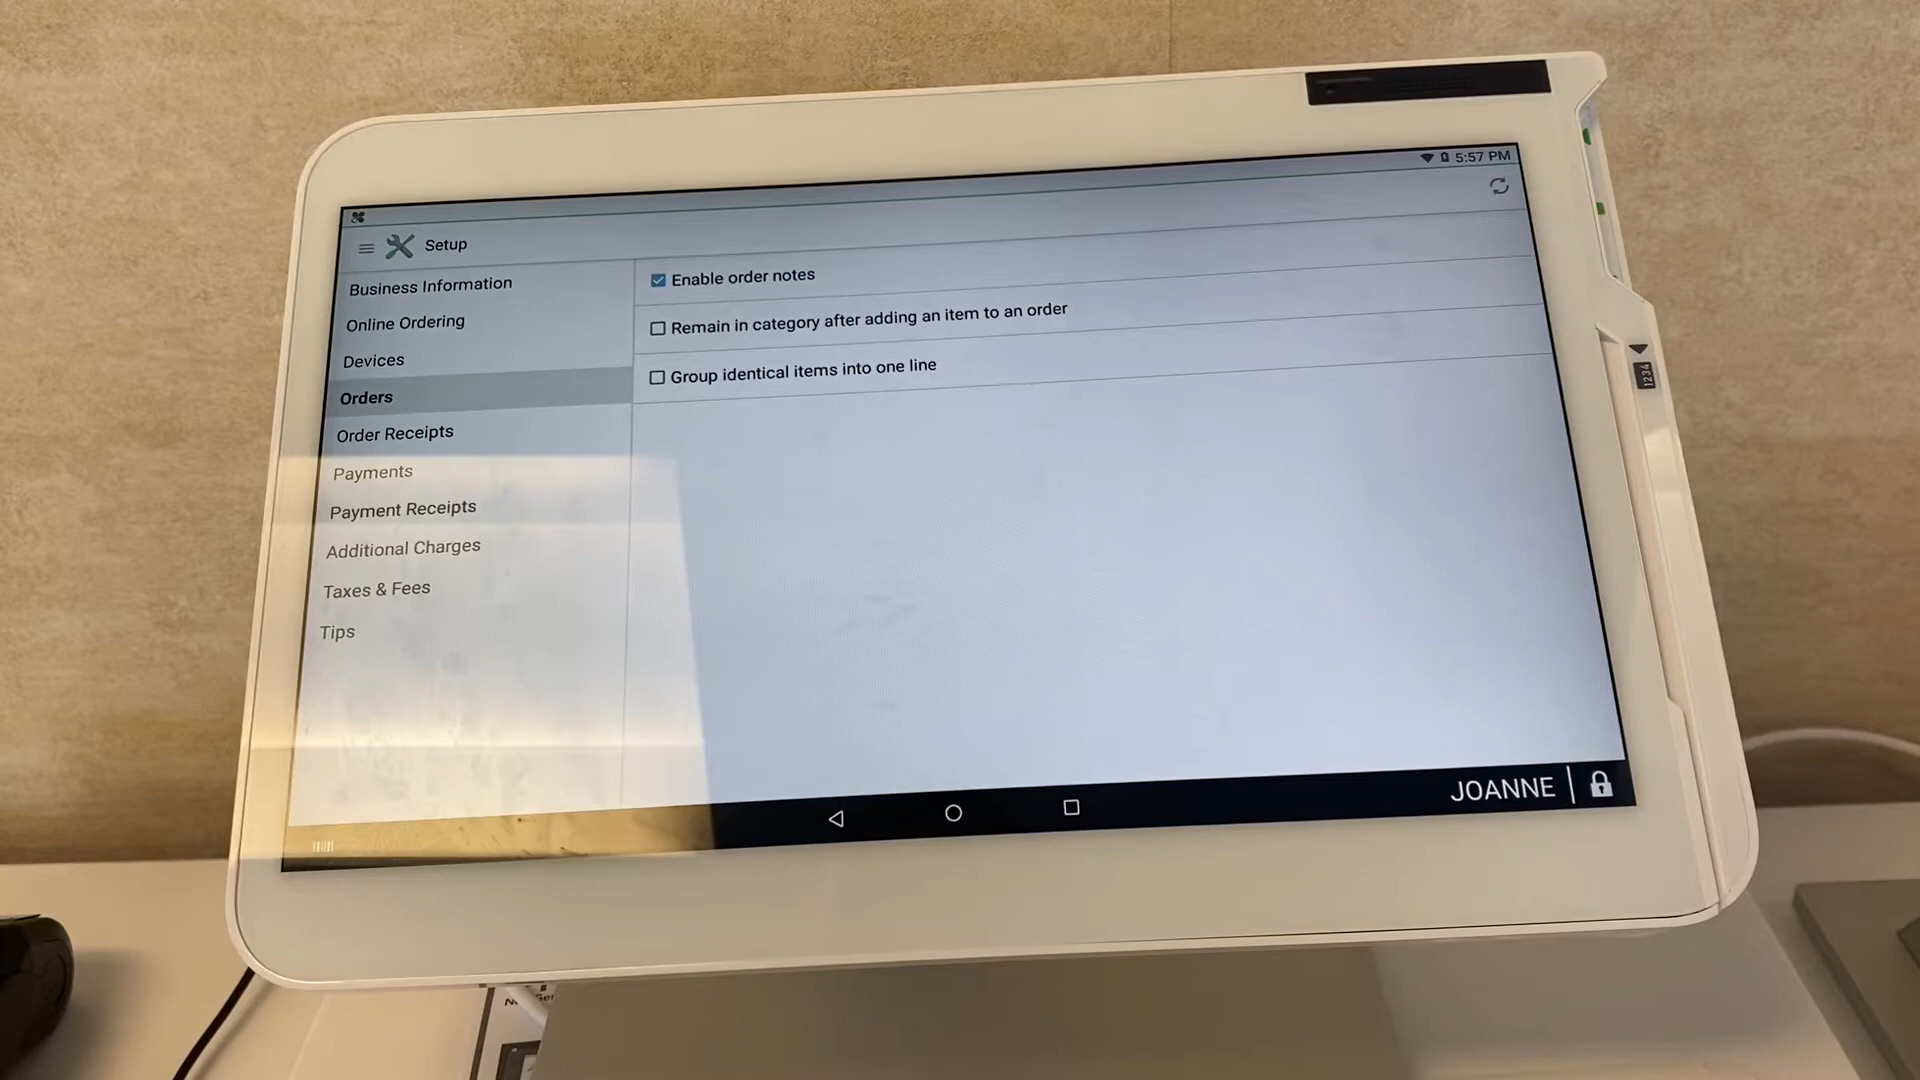 5:57 PM
Setup
Business Information
Online Ordering
Devices
Orders
Order Receipts
Payments
Payment Receipts
Additional Charges
Taxes & Fees
Tips
Enable order notes
Remain in category after adding an item to an order
Group identical items into one line
JOANNE
1234